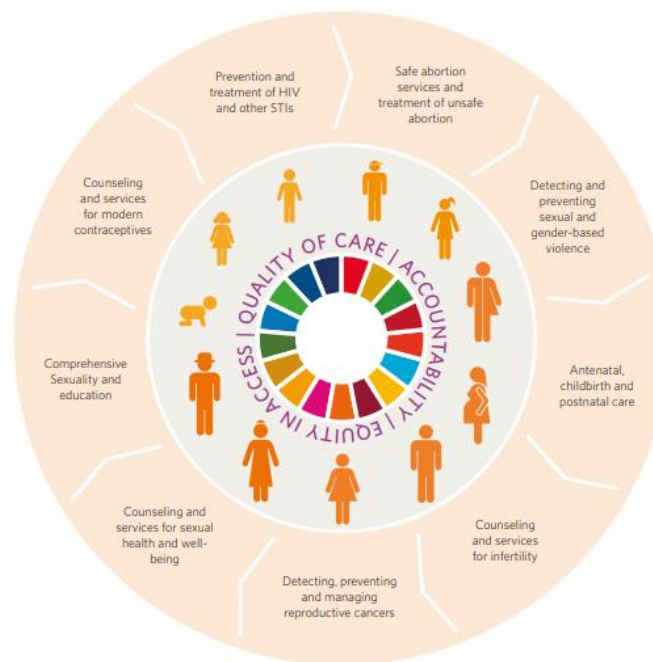 Prevention and
treatment of HIV
and other STIs
Safe abortion
services and
treatment of unsafe
abortion
Detecting and
preventing
sexual and
gender-based
violence
Antenatal,
childbirth and
postnatal care
Counseling
and services
for infertility
Detecting, preventing
and managing
reproductive cancers
Counseling and
services for sexual
health and well-
being
Comprehensive
Sexuality and
education
Counseling
and services
for modern
contraceptives
QUALITY OF CARE | ACCOUNTABILITY | EQUITY IN ACCESS |